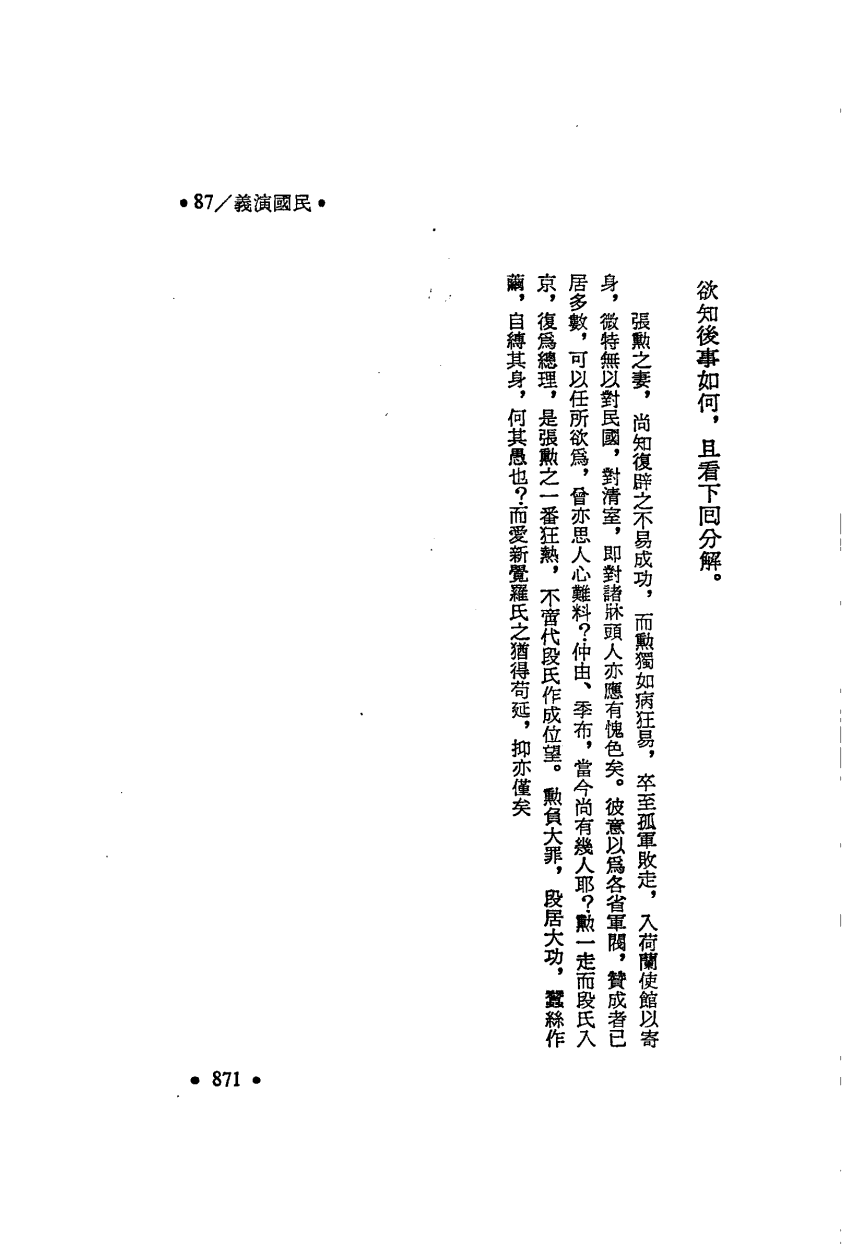 •87／義演國民•
欲知後事如何，且看下回分解。
張勲之妻，尚知復辟之不易成功，而勲獨如病狂易，卒至孤軍敗走，入荷蘭使館以寄
身，微特無以對民國，對清室，即對諸牀頭人亦應有愧色矣。彼意以爲各省軍閥，贊成者已
居多數，可以任所欲爲，曾亦思人心難料？仲由、季布，當今尚有幾人耶？勲一走而段氏入
京，復爲總理，是張勲之一番狂熱，不啻代段氏作成位望。勲負大罪，段居大功，蠶絲作
繭，自縛其身，何其愚也？而愛新覺羅氏之猶得苟延，抑亦僅矣
• 871 •